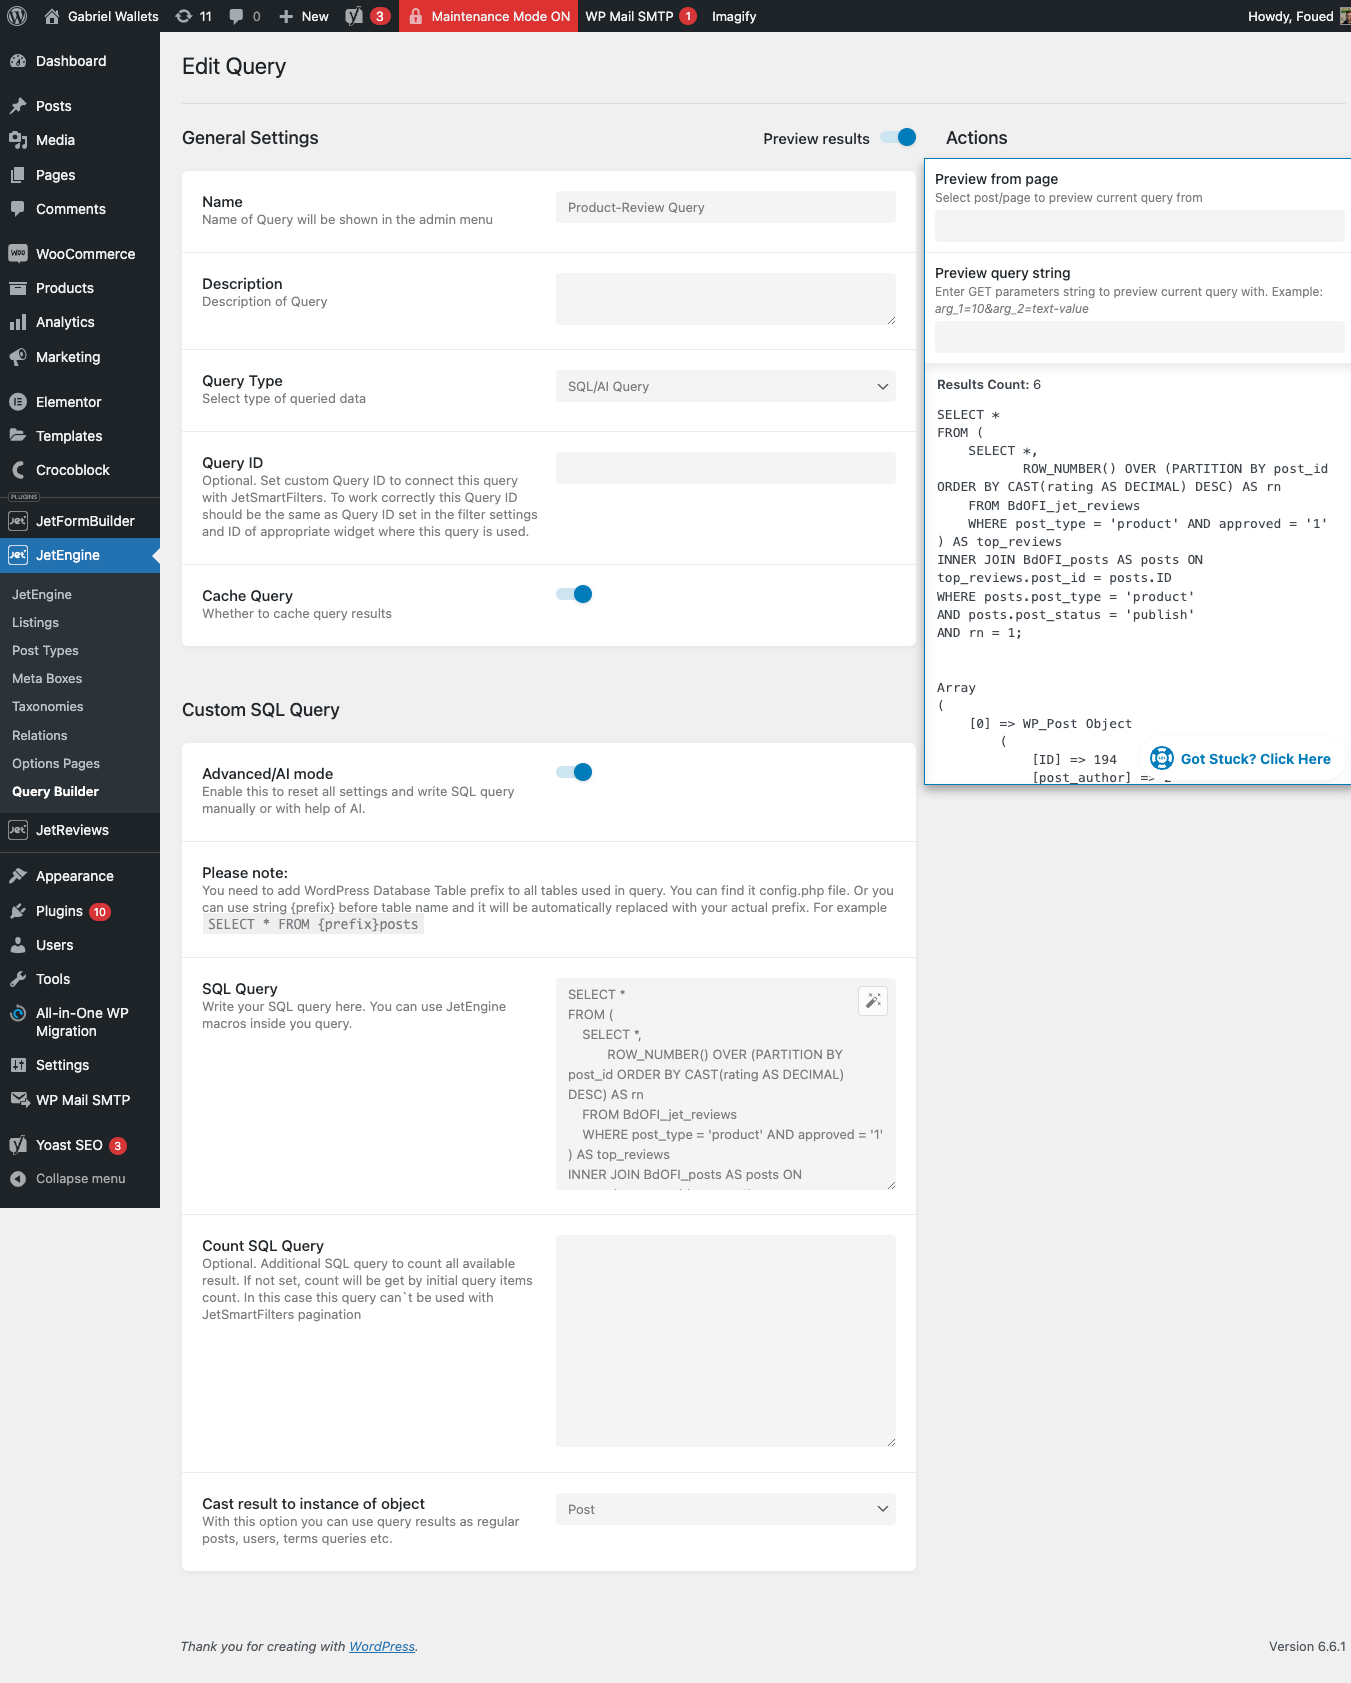 Gabriel Wallets
11
0
New
3
Maintenance Mode ON
WP Mail SMTP
1
Imagify
Howdy, Foued
Dashboard
Posts
Media
Pages
Comments
WooCommerce
Products
Analytics
Marketing
Elementor
Templates
Crocoblock
PLUGINS
JetFormBuilder
JetEngine
JetEngine
Listings
Post Types
Meta Boxes
Taxonomies
Relations
Options Pages
Query Builder
JetReviews
Appearance
Plugins 10
Users
Tools
All-in-One WP
Migration
Settings
WP Mail SMTP
Yoast SEO 3
Collapse menu
Edit Query
General Settings
Preview results
Name
Name of Query will be shown in the admin menu
Product-Review Query
Description
Description of Query
Query Type
Select type of queried data
SQL/AI Query
Query ID
Optional. Set custom Query ID to connect this query
with JetSmartFilters. To work correctly this Query ID
should be the same as Query ID set in the filter settings
and ID of appropriate widget where this query is used.
Cache Query
Whether to cache query results
Custom SQL Query
Advanced/AI mode
Enable this to reset all settings and write SQL query
manually or with help of AI.
Please note:
You need to add WordPress Database Table prefix to all tables used in query. You can find it config.php file. Or you
can use string {prefix} before table name and it will be automatically replaced with your actual prefix. For example
SELECT * FROM {prefix}posts
SQL Query
Write your SQL query here. You can use JetEngine
macros inside you query.
SELECT *
FROM (
SELECT *,
ROW_NUMBER() OVER (PARTITION BY
post_id ORDER BY CAST(rating AS DECIMAL)
DESC) AS rn
FROM BdOFI_jet_reviews
WHERE post_type = 'product' AND approved = '1'
) AS top_reviews
INNER JOIN BdOFI_posts AS posts ON
Count SQL Query
Optional. Additional SQL query to count all available
result. If not set, count will be get by initial query items
count. In this case this query can`t be used with
JetSmartFilters pagination
Cast result to instance of object
With this option you can use query results as regular
posts, users, terms queries etc.
Post
Actions
Preview from page
Select post/page to preview current query from
Preview query string
Enter GET parameters string to preview current query with. Example:
arg_1=10&arg_2=text-value
Results Count: 6
SELECT *
FROM (
SELECT *,
ROW_NUMBER() OVER (PARTITION BY post_id
ORDER BY CAST(rating AS DECIMAL) DESC) AS rn
FROM BdOFI_jet_reviews
WHERE post_type = 'product' AND approved = '1'
) AS top_reviews
INNER JOIN BdOFI_posts AS posts ON
top_reviews.post_id = posts.ID
WHERE posts.post_type = 'product'
AND posts.post_status = 'publish'
AND rn = 1;
Array
(
[0] => WP_Post Object
(
[ID] => 194
[post_author] =>
Got Stuck? Click Here
Thank you for creating with WordPress.
Version 6.6.1